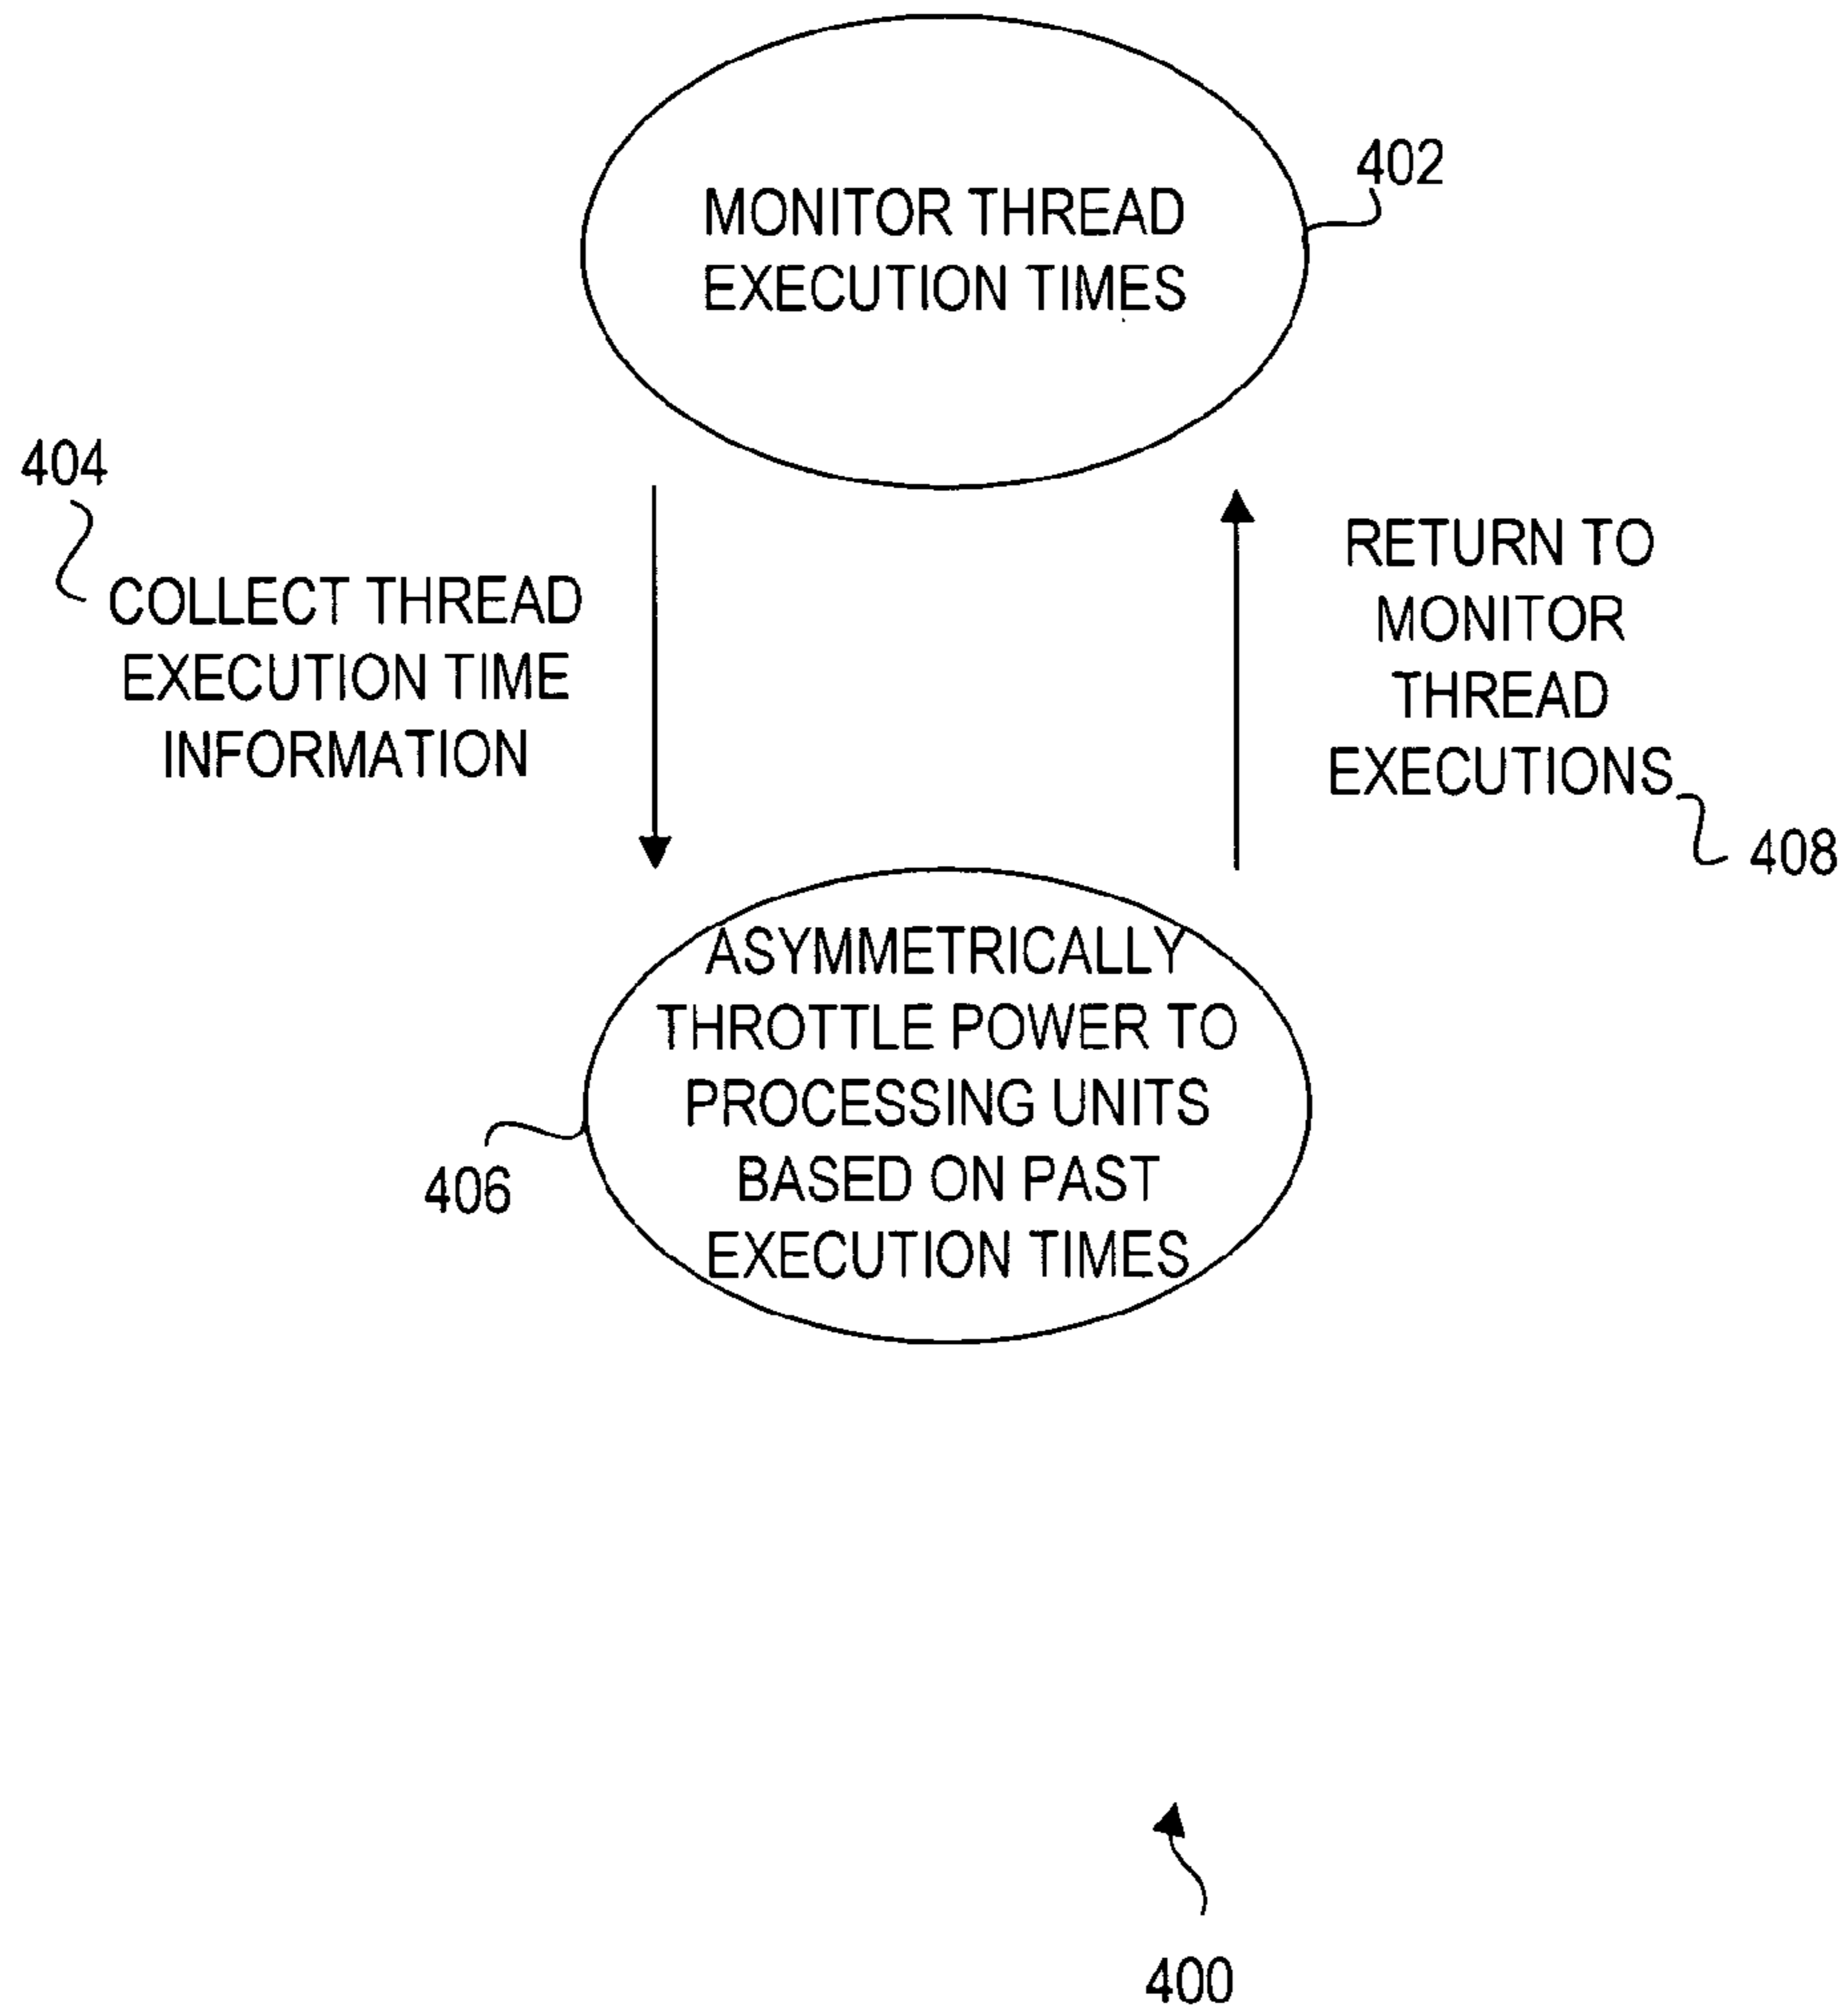 MONITOR THREAD
EXECUTION TIMES
402
404
COLLECT THREAD
EXECUTION TIME
INFORMATION
RETURN TO
MONITOR
THREAD
EXECUTIONS
408
ASYMMETRICALLY
THROTTLE POWER TO
PROCESSING UNITS
BASED ON PAST
EXECUTION TIMES
406
400